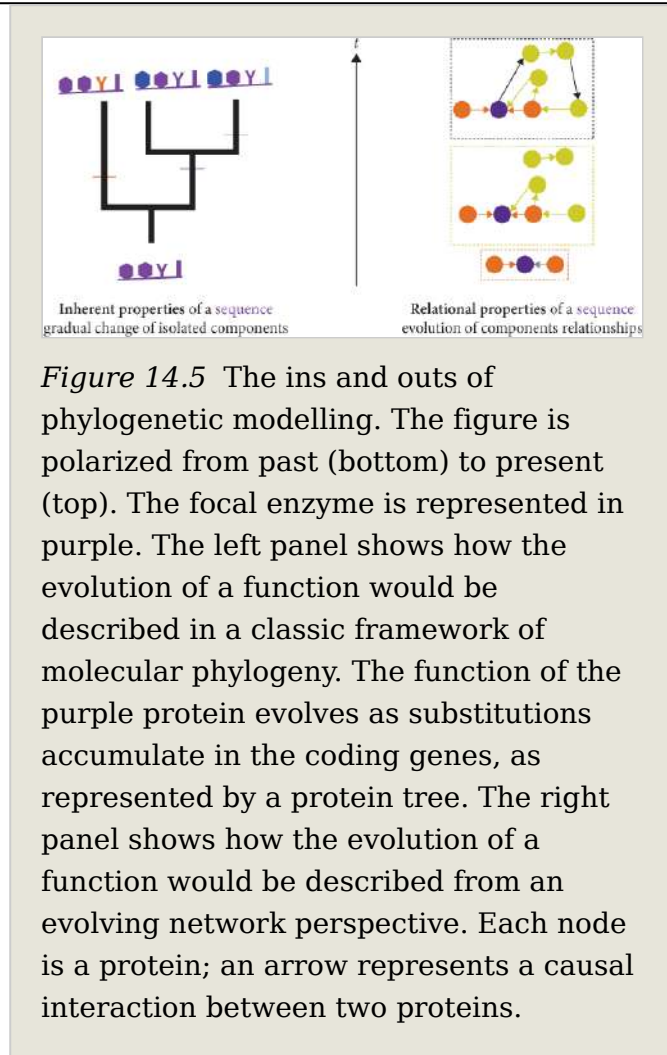 t
Inherent properties of a sequence
gradual change of isolated components
Relational properties of a sequence
evolution of components relationships
Figure 14.5 The ins and outs of
phylogenetic modelling. The figure is
polarized from past (bottom) to present
(top). The focal enzyme is represented in
purple. The left panel shows how the
evolution of a function would be
described in a classic framework of
molecular phylogeny. The function of the
purple protein evolves as substitutions
accumulate in the coding genes, as
represented by a protein tree. The right
panel shows how the evolution of a
function would be described from an
evolving network perspective. Each node
is a protein; an arrow represents a causal
interaction between two proteins.